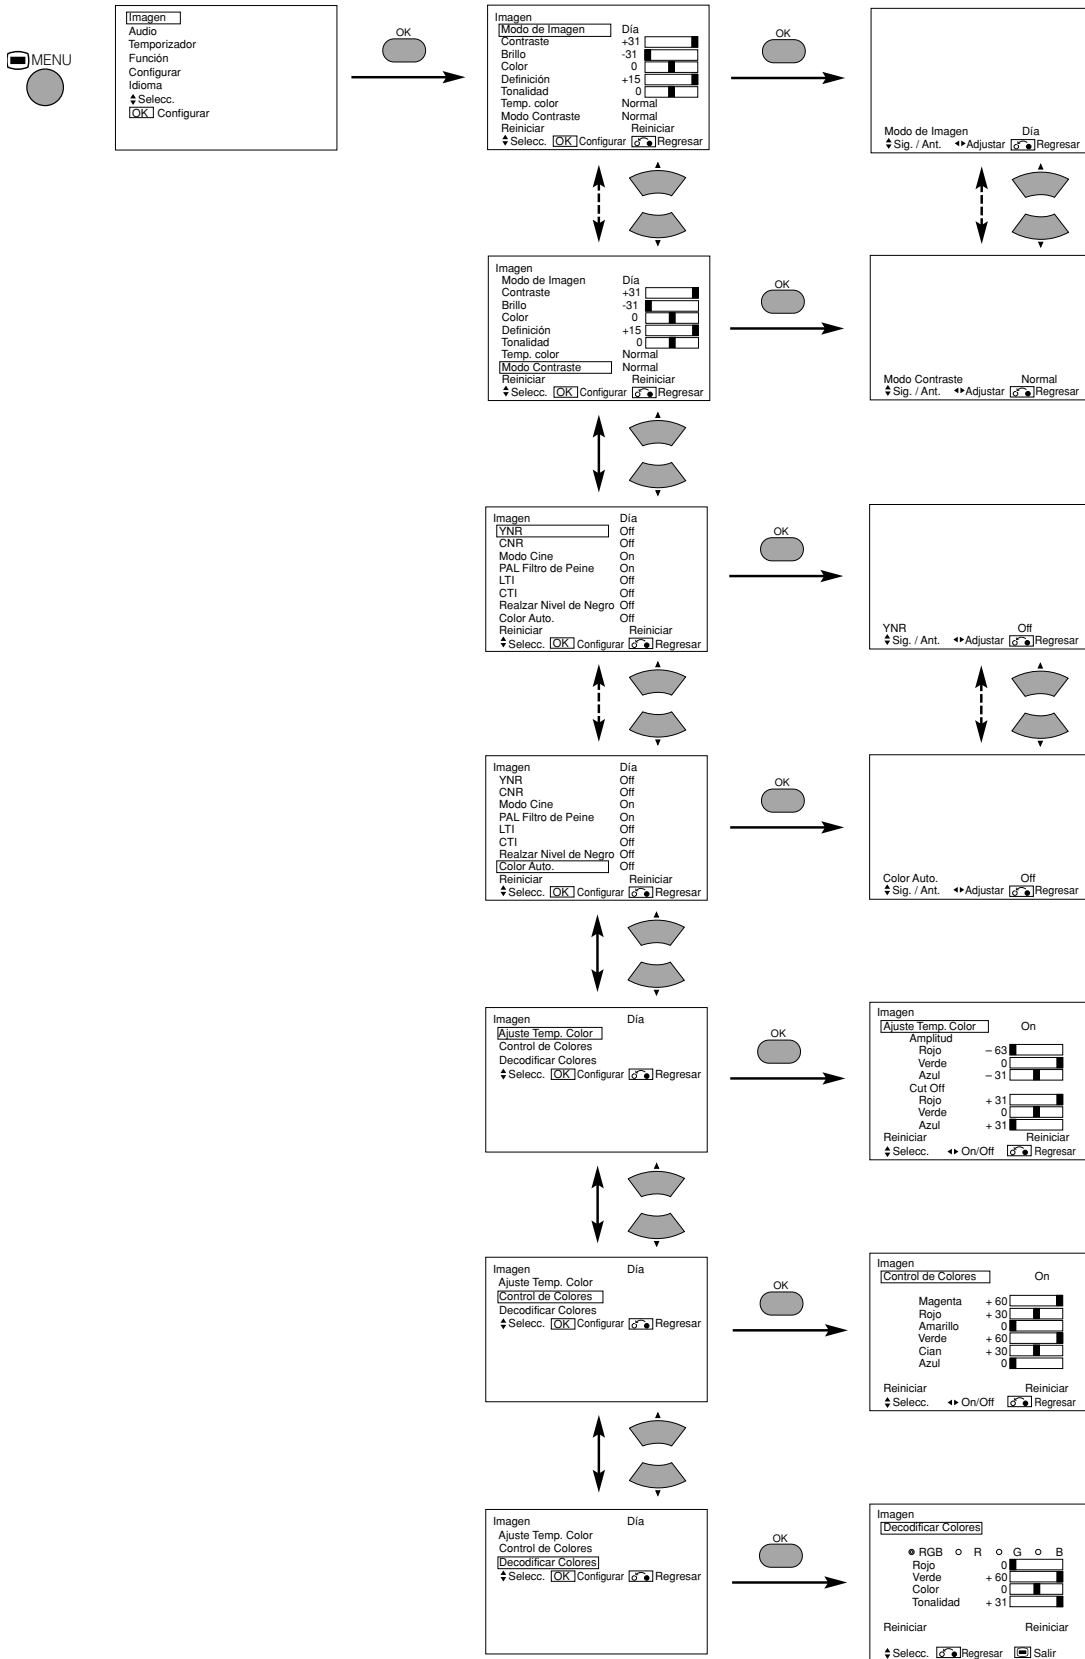 MENU
Imagen
Audio
Temporizador
Función
Configurar
Idioma
Selecc.
OK Configurar
OK
Imagen
Modo de Imagen Día
Contraste +31
Brillo -31
Color 0
Definición +15
Tonalidad 0
Temp. color Normal
Modo Contraste Normal
Reiniciar Reiniciar
Selecc. OK Configurar Regresar
OK
Modo de Imagen Día
Sig. / Ant. Adjustar Regresar
Imagen
Modo de Imagen Día
Contraste +31
Brillo -31
Color 0
Definición +15
Tonalidad 0
Temp. color Normal
Modo Contraste Normal
Reiniciar Reiniciar
Selecc. OK Configurar Regresar
OK
Modo Contraste Normal
Sig. / Ant. Adjustar Regresar
Imagen Día
YNR Off
CNR Off
Modo Cine On
PAL Filtro de Peine On
LTI Off
CTI Off
Realzar Nivel de Negro Off
Color Auto. Off
Reiniciar Reiniciar
Selecc. OK Configurar Regresar
OK
YNR Off
Sig. / Ant. Adjustar Regresar
Imagen Día
YNR Off
CNR Off
Modo Cine On
PAL Filtro de Peine On
LTI Off
CTI Off
Realzar Nivel de Negro Off
Color Auto. Off
Reiniciar Reiniciar
Selecc. OK Configurar Regresar
OK
Color Auto. Off
Sig. / Ant. Adjustar Regresar
Imagen Día
Ajuste Temp. Color
Control de Colores
Decodificar Colores
Selecc. OK Configurar Regresar
OK
Imagen
Ajuste Temp. Color On
Amplitud
Rojo – 63
Verde 0
Azul – 31
Cut Off
Rojo + 31
Verde 0
Azul + 31
Reiniciar Reiniciar
Selecc. On/Off Regresar
Imagen Día
Ajuste Temp. Color
Control de Colores
Decodificar Colores
Selecc. OK Configurar Regresar
OK
Imagen
Control de Colores On
Magenta + 60
Rojo + 30
Amarillo 0
Verde + 60
Cian + 30
Azul 0
Reiniciar Reiniciar
Selecc. On/Off Regresar
Imagen Día
Ajuste Temp. Color
Control de Colores
Decodificar Colores
Selecc. OK Configurar Regresar
OK
Imagen
Decodificar Colores
RGB R G B
Rojo 0
Verde + 60
Color 0
Tonalidad + 31
Reiniciar Reiniciar
Selecc. Regresar Salir